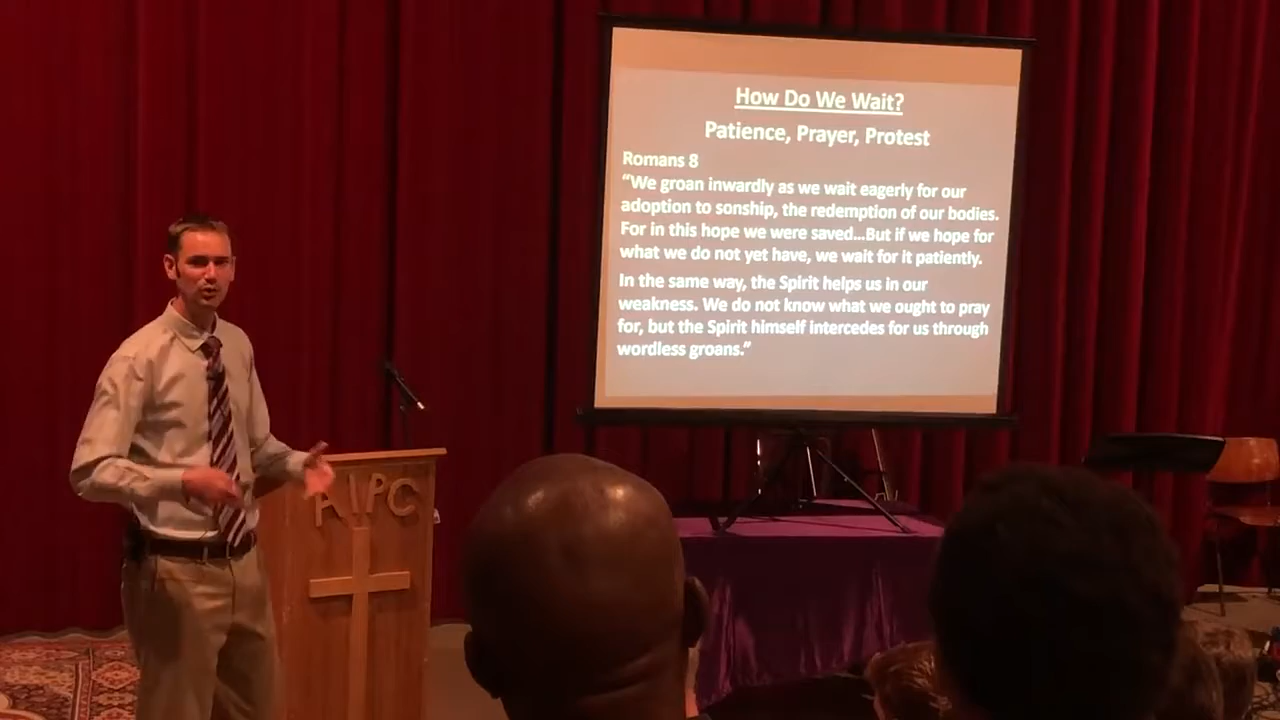 How Do We Wait?
Patience, Prayer, Protest
Romans 8
“We groan inwardly as we wait eagerly for our
adoption to sonship, the redemption of our bodies.
For in this hope we were saved...But if we hope for
what we do not yet have, we wait for it patiently.
In the same way, the Spirit helps us in our
weakness. We do not know what we ought to pray
for, but the Spirit himself intercedes for us through
wordless groans.”
AIPC